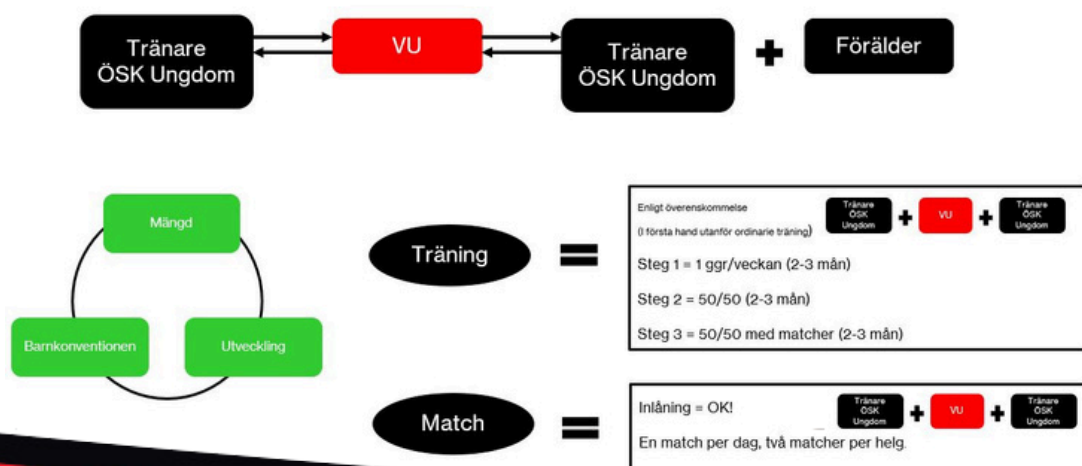 Tränare
ÖSK Ungdom
VU
Tränare
ÖSK Ungdom
+
Förälder
Mängd
Barnkonventionen
Utveckling
Träning
=
Enligt överenskommelse
(I första hand utanför ordinarie träning)
Tränare
ÖSK
Ungdom
+
VU
+
Tränare
ÖSK
Ungdom
Steg 1 = 1 ggr/veckan (2-3 mån)
Steg 2 = 50/50 (2-3 mån)
Steg 3 = 50/50 med matcher (2-3 mån)
Match
=
Inlåning = OK!
Tränare
ÖSK
Ungdom
+
VU
+
Tränare
ÖSK
Ungdom
En match per dag, två matcher per helg.